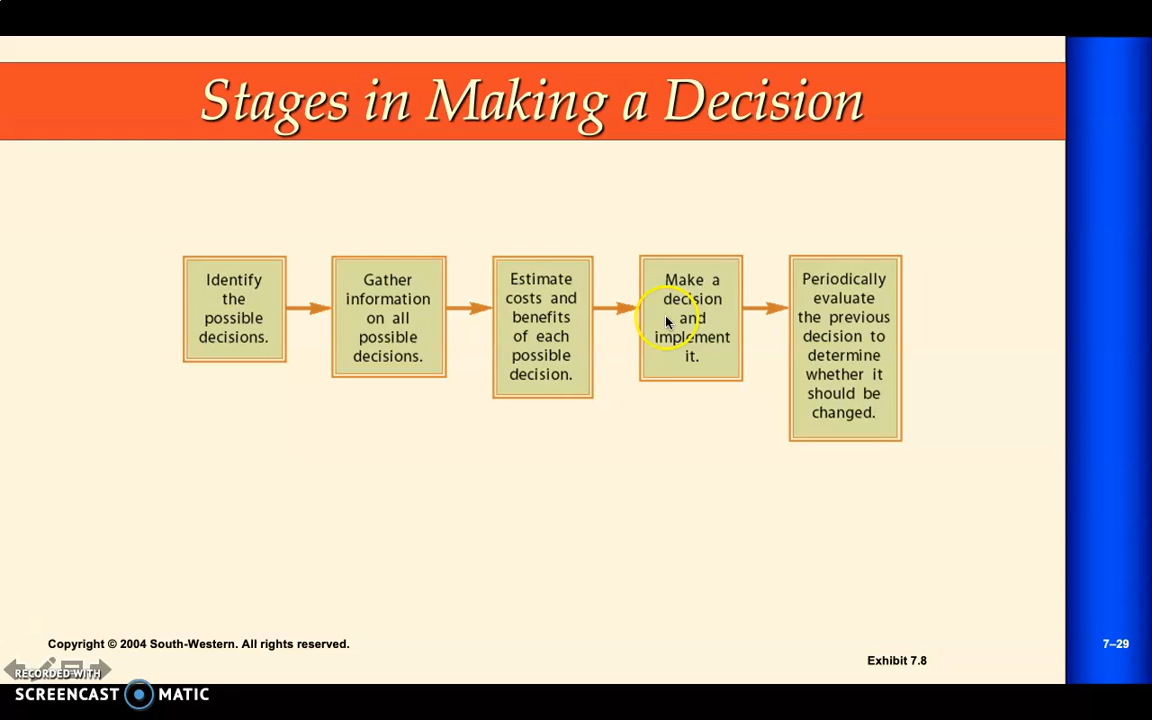 Stages in Making a Decision
Identify
the
possible
decisions.
Gather
information
on all
possible
decisions.
Estimate
costs and
benefits
of each
possible
decision.
Make a
decision
and
implement
it.
Periodically
evaluate
the previous
decision to
determine
whether it
should be
changed.
Copyright © 2004 South-Western. All rights reserved.
7–29
Exhibit 7.8
RECORDED WITH
SCREENCAST MATIC